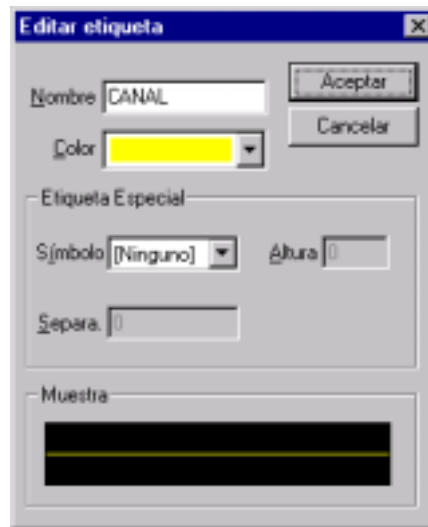 Editar etiqueta
Nombre CANAL
Aceptar
Color
Cancelar
Etiqueta Especial
Símbolo [Ninguno] Altura 0
Separa. 0
Muestra